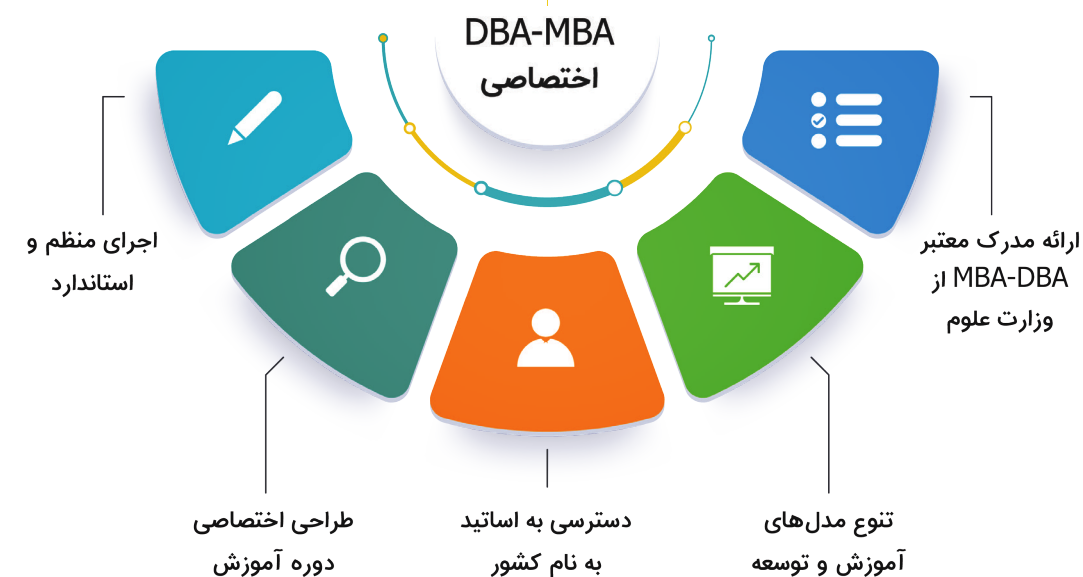 DBA-MBA
اختصاصی
ارائه مدرک معتبر
MBA-DBA از
وزارت علوم
تنوع مدل‌های
آموزش و توسعه
دسترسی به اساتید
به نام کشور
طراحی اختصاصی
دوره آموزش
اجرای منظم و
استاندارد